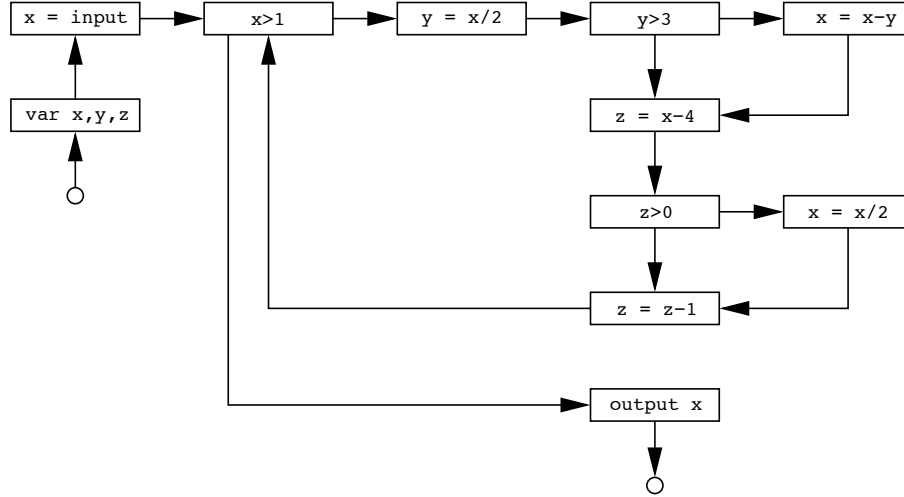 x = input
x>1
y = x/2
y>3
x = x−y
var x,y,z
z = x−4
z>0
x = x/2
z = z−1
output x